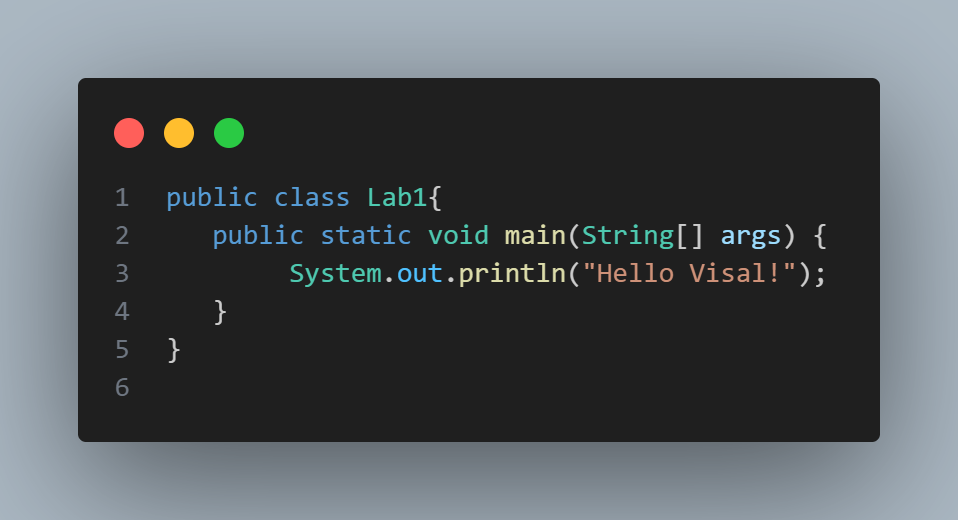 1 public class Lab1{
2    public static void main(String[] args) {
3         System.out.println("Hello Visal!");
4    }
5 }
6